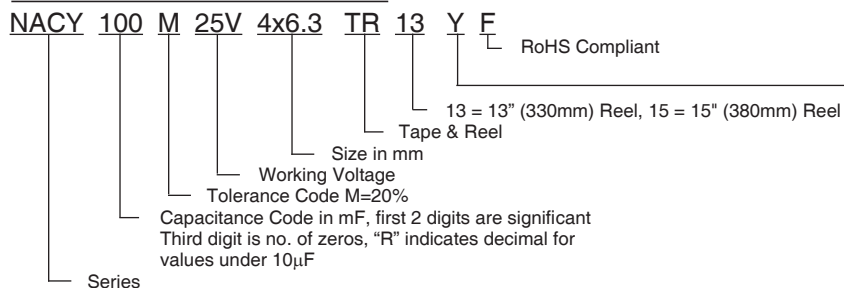 NACY 100 M 25V 4x6.3 TR 13 Y F
RoHS Compliant
13 = 13” (330mm) Reel, 15 = 15" (380mm) Reel
Tape & Reel
Size in mm
Working Voltage
Tolerance Code M=20%
Capacitance Code in mF, first 2 digits are significant
Third digit is no. of zeros, “R” indicates decimal for
values under 10μF
Series